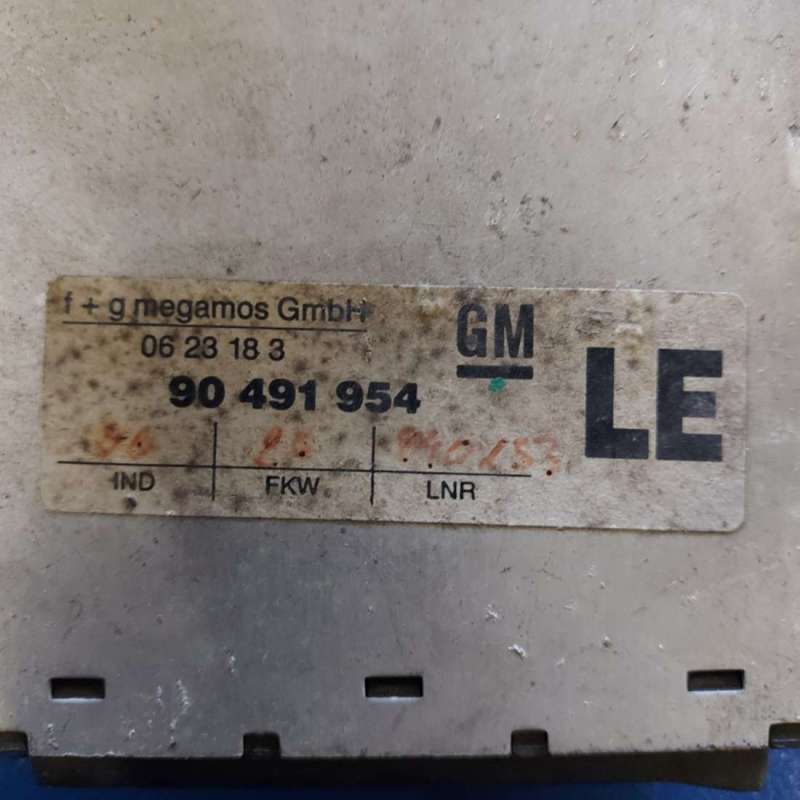 f + g megamos GmbH
06 23 18 3
90 491 954
GM
LE
IND
FKW
LNR